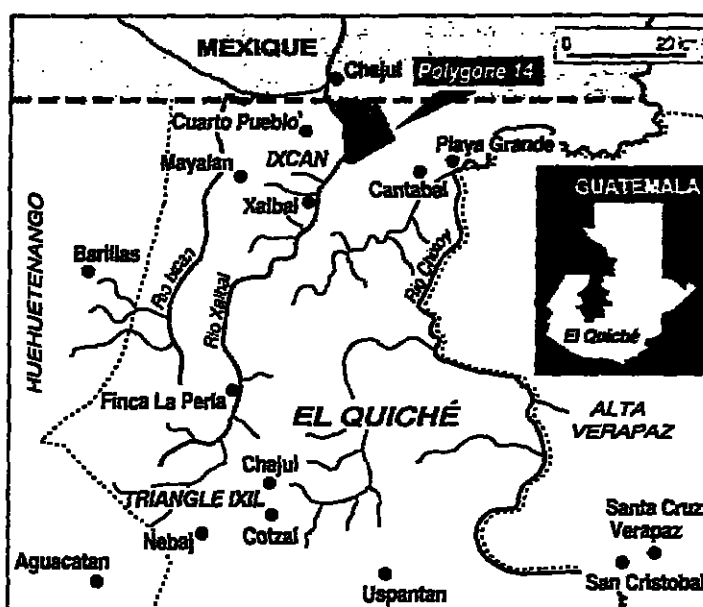 MEXIQUE
Chajul
Polygone 14
0 20
Cuarto Pueblo
IXCAN
Mayalan
Playa Grande
Cantabal
Xalbal
GUATEMALA
HUEHUETENANGO
Barillas
Rio Ixcan
Rio Xalbal
Rio Chixoy
El Quiché
Finca La Perla
EL QUICHÉ
ALTA
VERAPAZ
Chajul
TRIANGLE IXIL
Cotzal
Nebaj
Santa Cruz
Verapaz
Aguacatan
Uspantan
San Cristobal